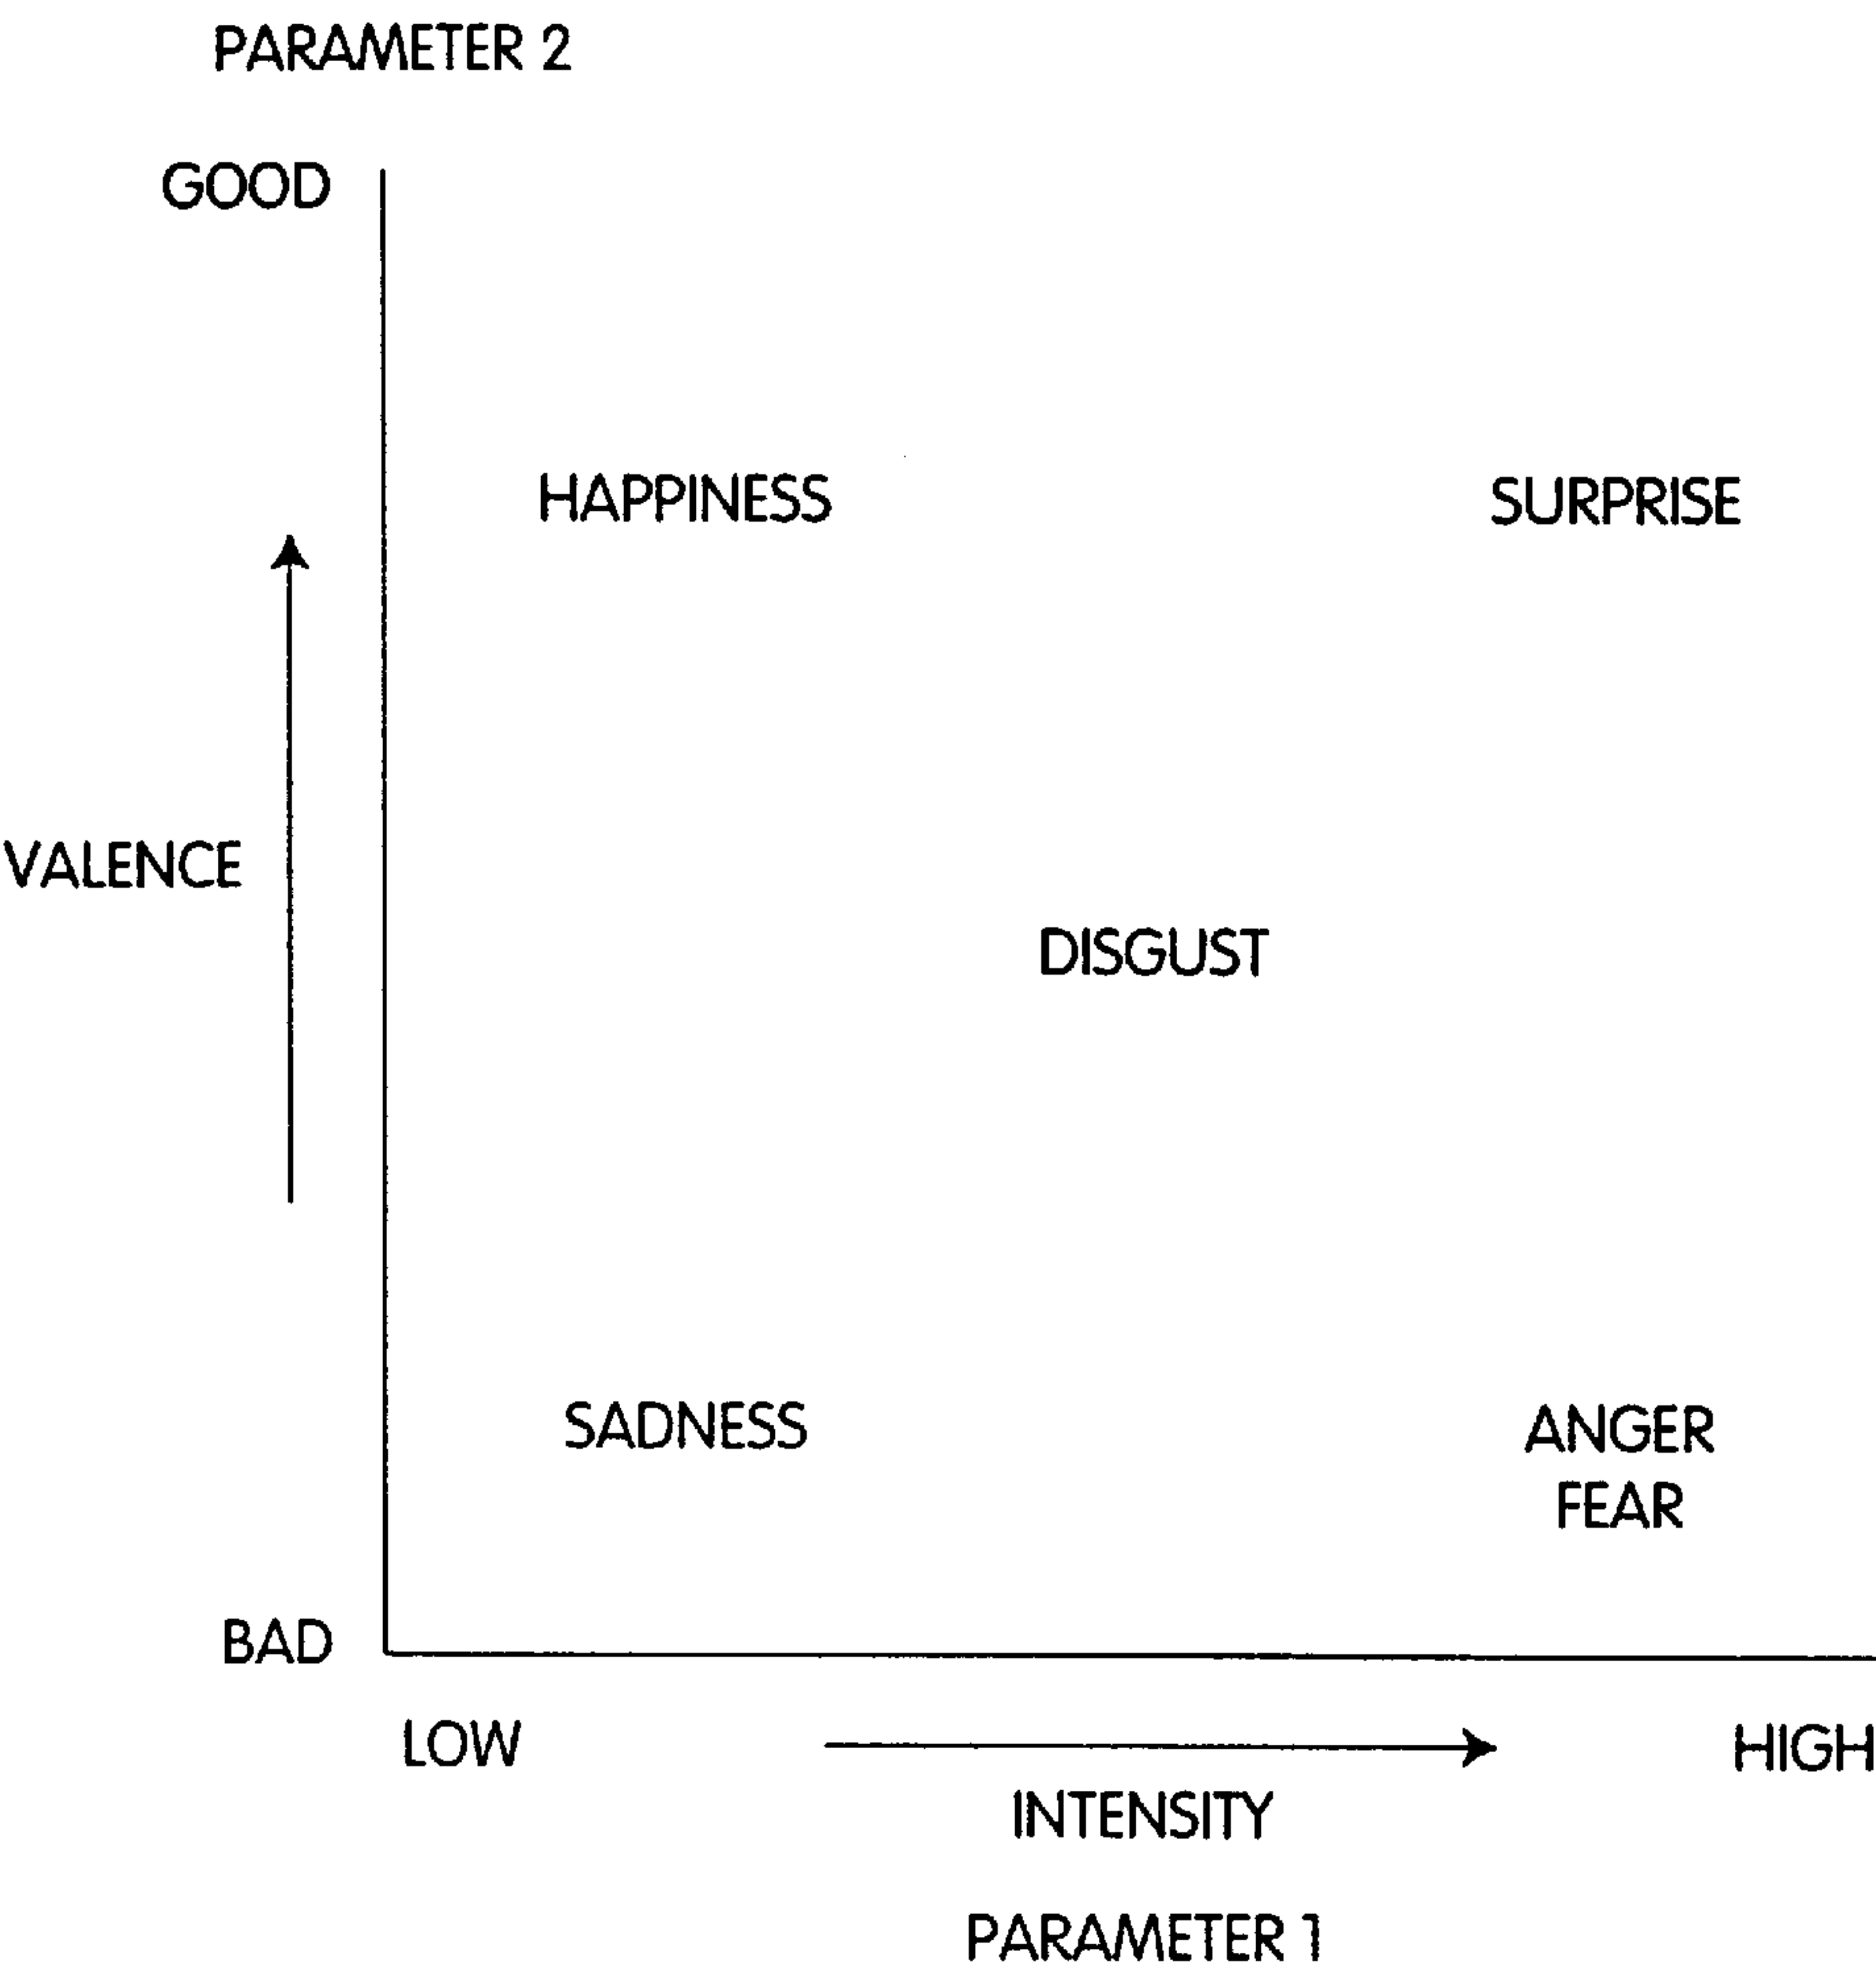 PARAMETER 2
GOOD
HAPPINESS
SURPRISE
VALENCE
DISGUST
SADNESS
ANGER
FEAR
BAD
LOW
HIGH
INTENSITY
PARAMETER 1